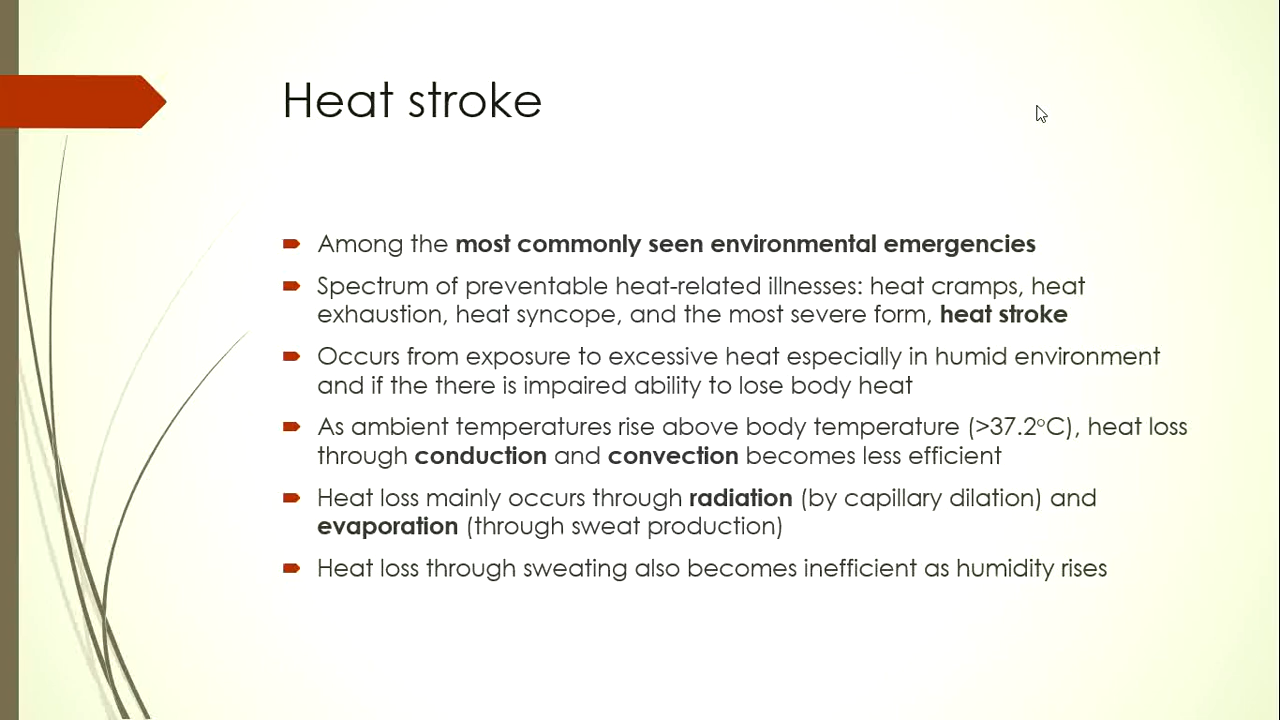 Heat stroke
Among the most commonly seen environmental emergencies
Spectrum of preventable heat-related illnesses: heat cramps, heat
exhaustion, heat syncope, and the most severe form, heat stroke
Occurs from exposure to excessive heat especially in humid environment
and if the there is impaired ability to lose body heat
As ambient temperatures rise above body temperature (>37.2°C), heat loss
through conduction and convection becomes less efficient
Heat loss mainly occurs through radiation (by capillary dilation) and
evaporation (through sweat production)
Heat loss through sweating also becomes inefficient as humidity rises